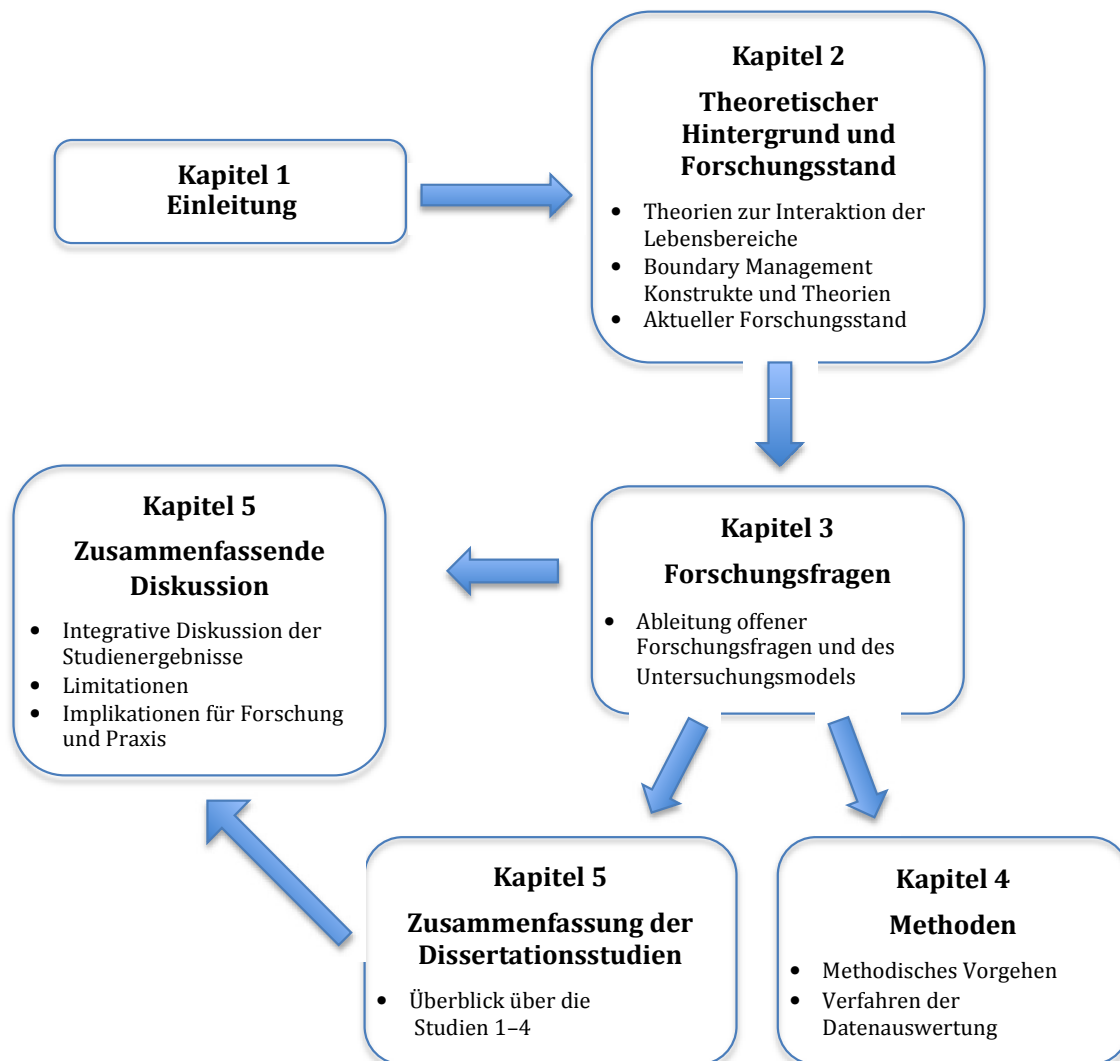 Kapitel 1
Einleitung
Kapitel 2
Theoretischer
Hintergrund und
Forschungsstand
• Theorien zur Interaktion der
Lebensbereiche
• Boundary Management
Konstrukte und Theorien
• Aktueller Forschungsstand
Kapitel 3
Forschungsfragen
• Ableitung offener
Forschungsfragen und des
Untersuchungsmodels
Kapitel 5
Zusammenfassende
Diskussion
• Integrative Diskussion der
Studienergebnisse
• Limitationen
• Implikationen für Forschung
und Praxis
Kapitel 5
Zusammenfassung der
Dissertationsstudien
• Überblick über die
Studien 1–4
Kapitel 4
Methoden
• Methodisches Vorgehen
• Verfahren der
Datenauswertung